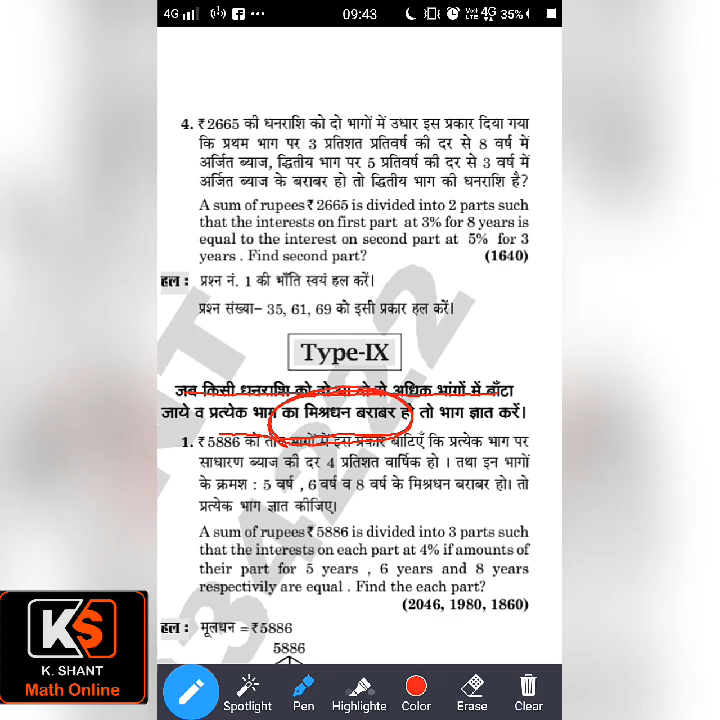 4G 09:43 VoI LTE 4G 35%
4. ₹2665 की धनराशि को दो भागों में उधार इस प्रकार दिया गया
कि प्रथम भाग पर 3 प्रतिशत प्रतिवर्ष की दर से 8 वर्ष में
अर्जित ब्याज, द्धितीय भाग पर 5 प्रतिवर्ष की दर से 3 वर्ष में
अर्जित ब्याज के बराबर हो तो द्धितीय भाग की धनराशि है?
A sum of rupees ₹ 2665 is divided into 2 parts such
that the interests on first part at 3% for 8 years is
equal to the interest on second part at 5% for 3
years . Find second part? (1640)
हल : प्रश्न नं. 1 की भाँति स्वयं हल करें।
प्रश्न संख्या– 35, 61, 69 को इसी प्रकार हल करें।
Type-IX
जब किसी धनराशि को दो या दो से अधिक भांगों में बाँटा
जाये व प्रत्येक भाग का मिश्रधन बराबर हो तो भाग ज्ञात करें।
1. ₹5886 को तीन भागों में इस प्रकार बाँटिएँ कि प्रत्येक भाग पर
साधारण ब्याज की दर 4 प्रतिशत वार्षिक हो । तथा इन भागों
के क्रमश : 5 वर्ष , 6 वर्ष व 8 वर्ष के मिश्रधन बराबर हो। तो
प्रत्येक भाग ज्ञात कीजिए।
A sum of rupees ₹ 5886 is divided into 3 parts such
that the interests on each part at 4% if amounts of
their part for 5 years , 6 years and 8 years
respectivily are equal . Find the each part?
(2046, 1980, 1860)
हल : मूलधन = ₹5886
5886
KS
K. SHANT
Math Online
Spotlight Pen Highlighte Color Erase Clear